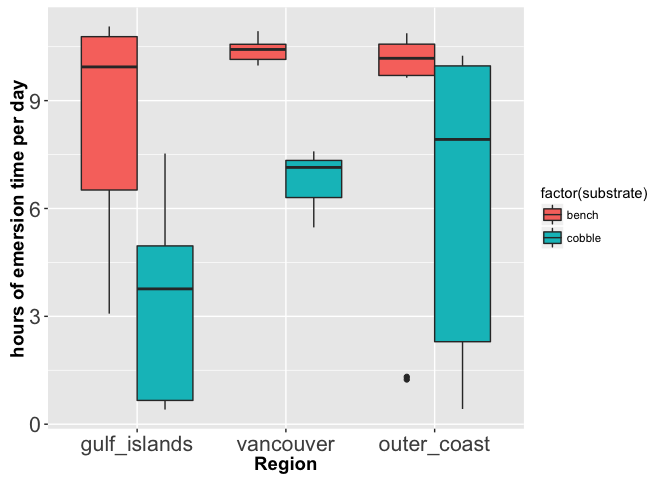 hours of emersion time per day
9
6
3
0
gulf_islands vancouver outer_coast
Region
factor(substrate)
bench
cobble